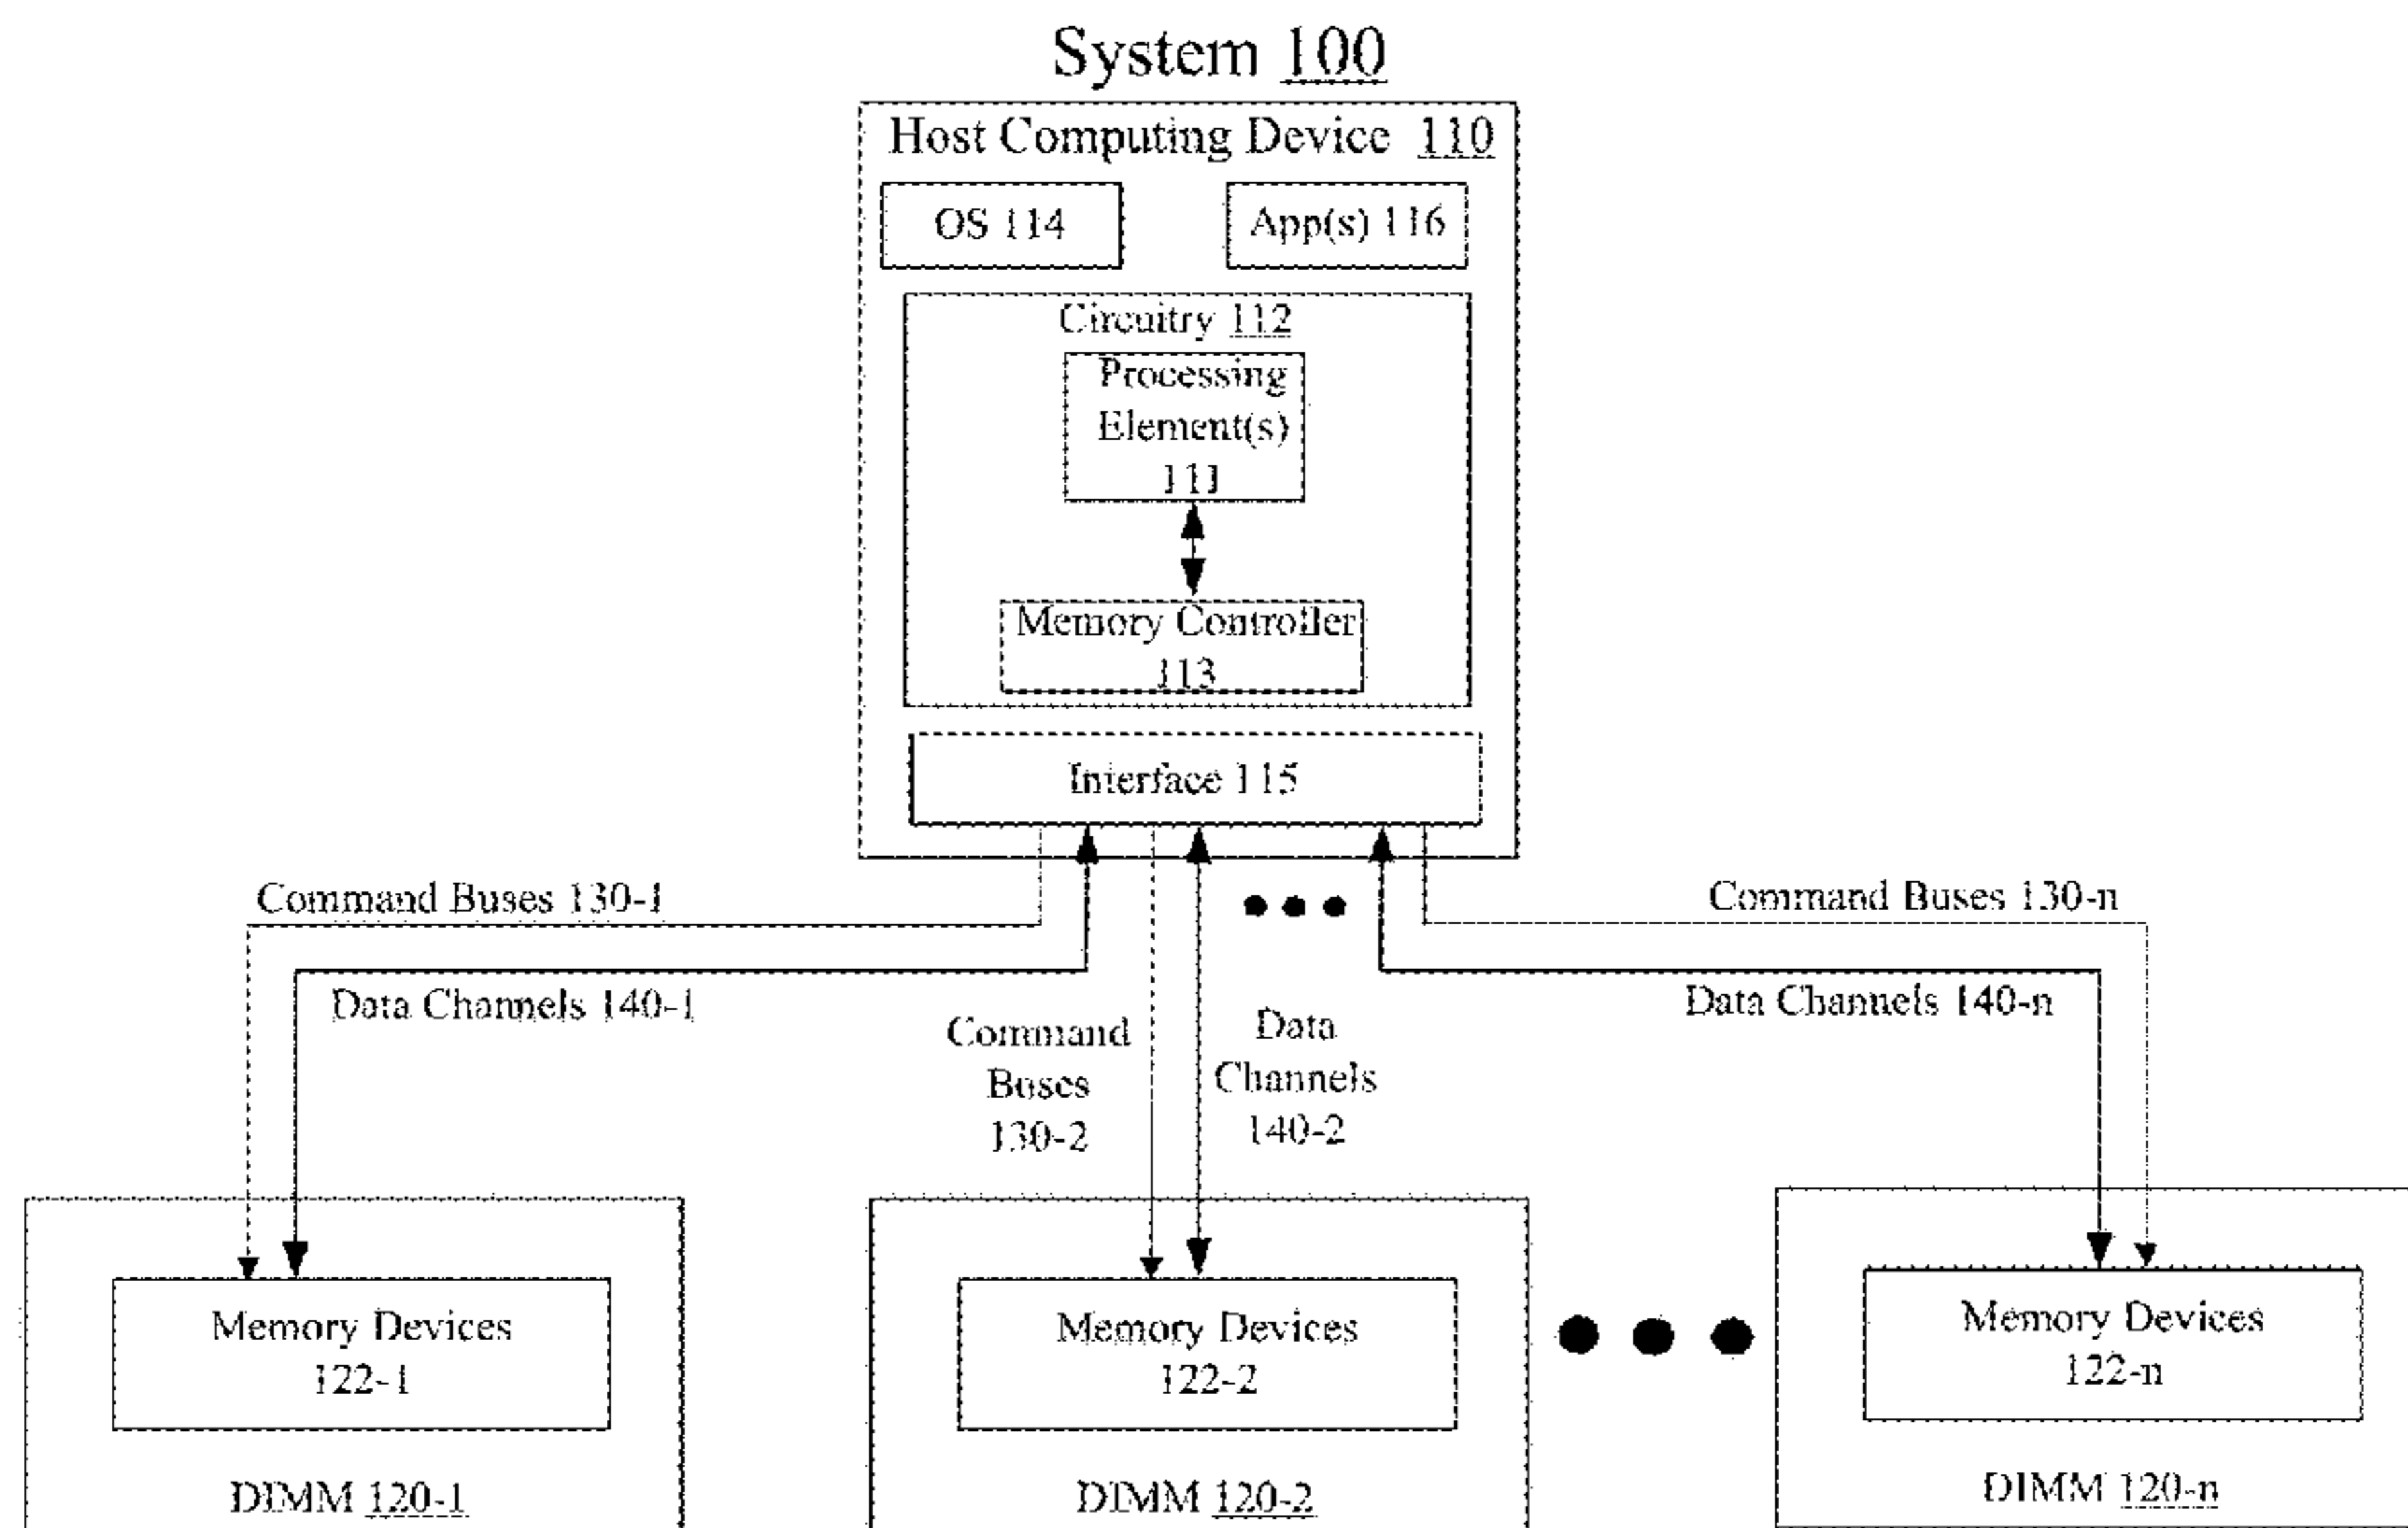 System 100
Host Computing Device 110
OS 114
App(s) 116
Circuitry 112
Processing
Element(s)
111
Memory Controller
113
Interface 115
Command Buses 130-1
Command Buses 130-n
Data Channels 140-1
Data Channels 140-n
Command
Buses
130-2
Data
Channels
140-2
Memory Devices
122-1
DIMM 120-1
Memory Devices
122-2
DIMM 120-2
Memory Devices
122-n
DIMM 120-n